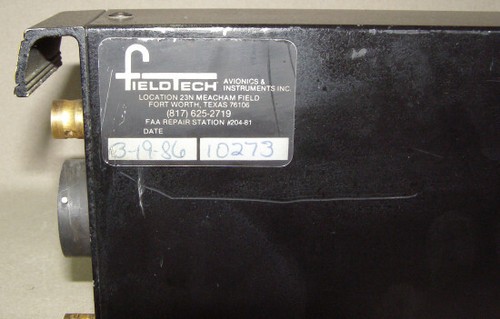 FIELDTECH AVIONICS & INSTRUMENTS INC.
LOCATION 23N MEACHAM FIELD
FORT WORTH, TEXAS 76106
(817) 625-2719
FAA REPAIR STATION #204-81
DATE
3-19-86 10273